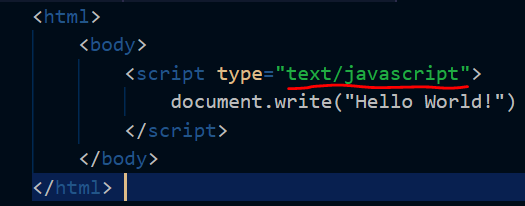 <html>
<body>
<script type="text/javascript">
document.write("Hello World!")
</script>
</body>
</html>